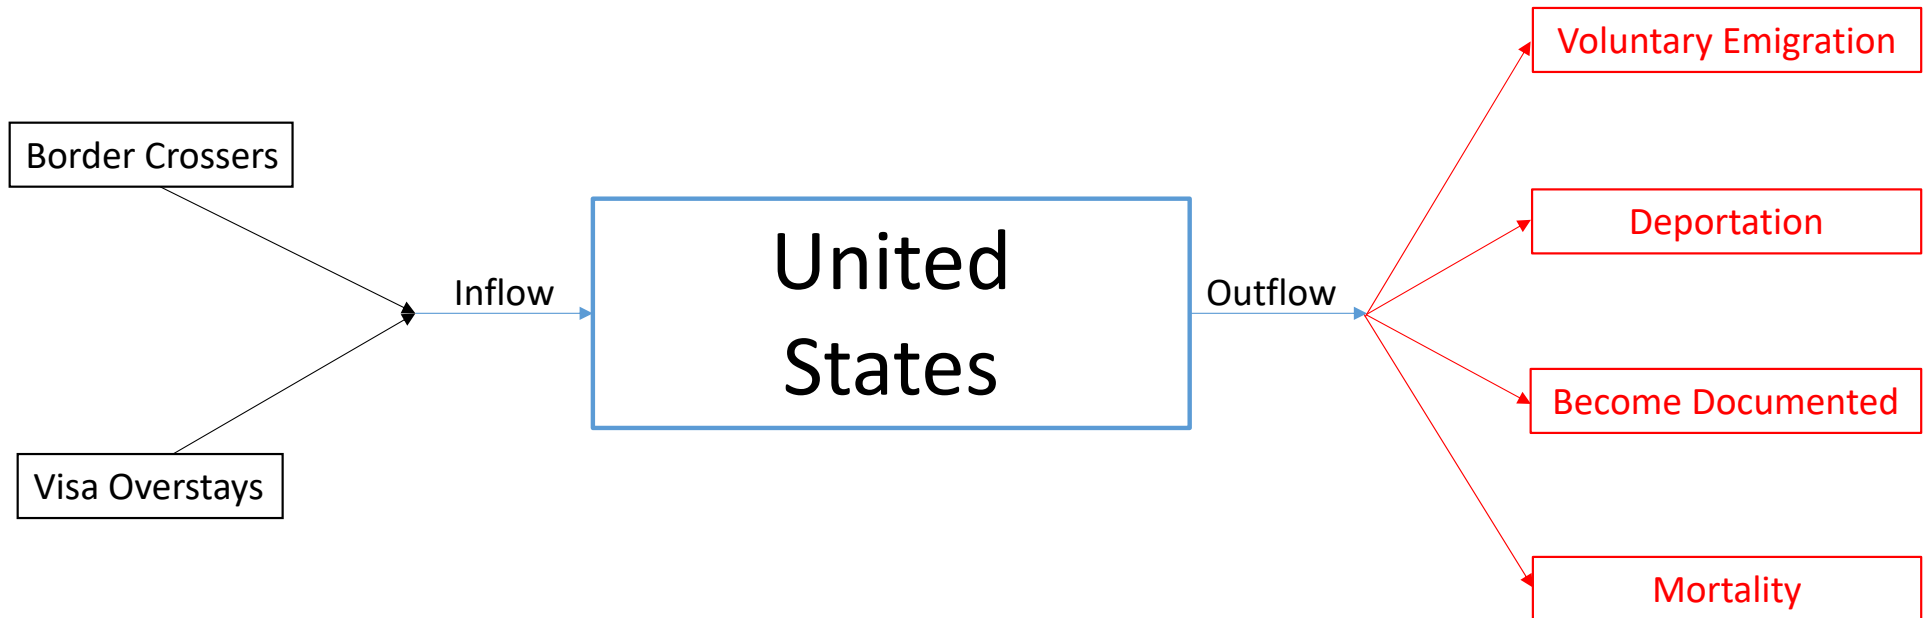 Border Crossers
Visa Overstays
Inflow
United
States
Outflow
Voluntary Emigration
Deportation
Become Documented
Mortality